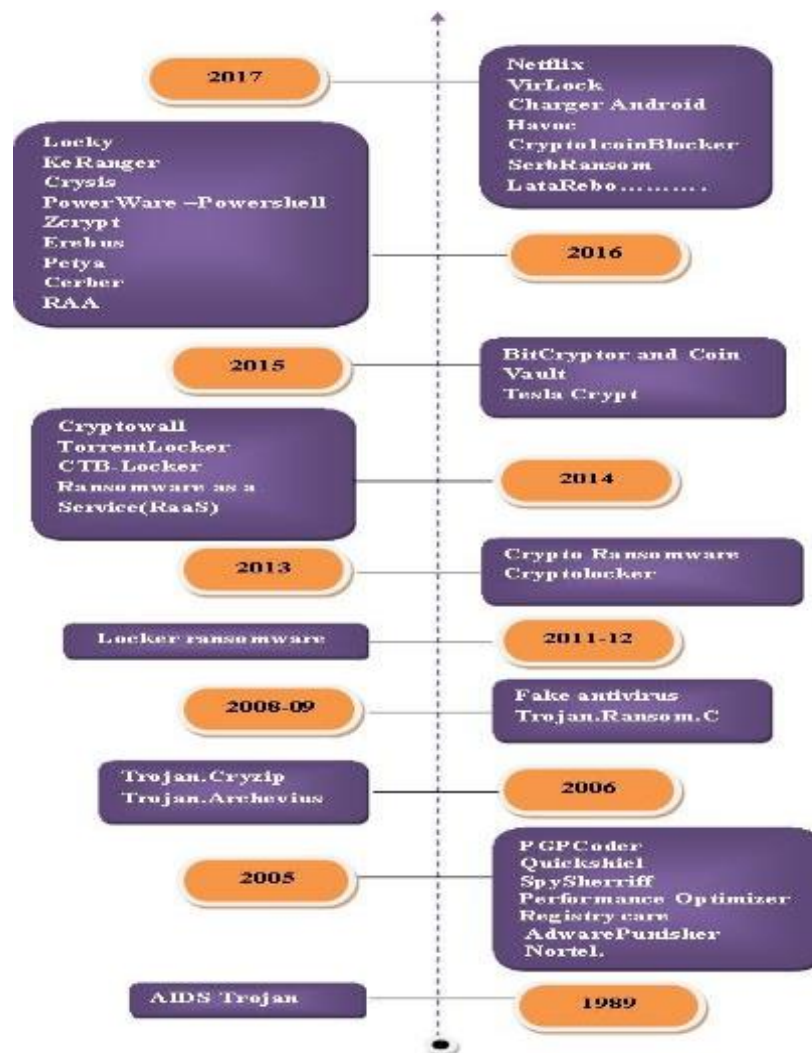 2017
Netflix
VirLock
Charger Android
Havoc
Crypto1coinBlocker
SerbRansom
LataRebo..........
Locky
KeRanger
Crysis
PowerWare –Powershell
Zcrypt
Erebus
Petya
Cerber
RAA
2016
2015
BitCryptor and Coin
Vault
Tesla Crypt
Cryptowall
TorrentLocker
CTB-Locker
Ransomware as a
Service(RaaS)
2014
2013
Crypto Ransomware
Cryptolocker
Locker ransomware
2011-12
2008-09
Fake antivirus
Trojan.Ransom.C
Trojan.Cryzip
Trojan.Archevius
2006
2005
PGPCoder
Quickshiel
SpySherriff
Performance Optimizer
Registry care
AdwarePunisher
Nortel.
AIDS Trojan
1989